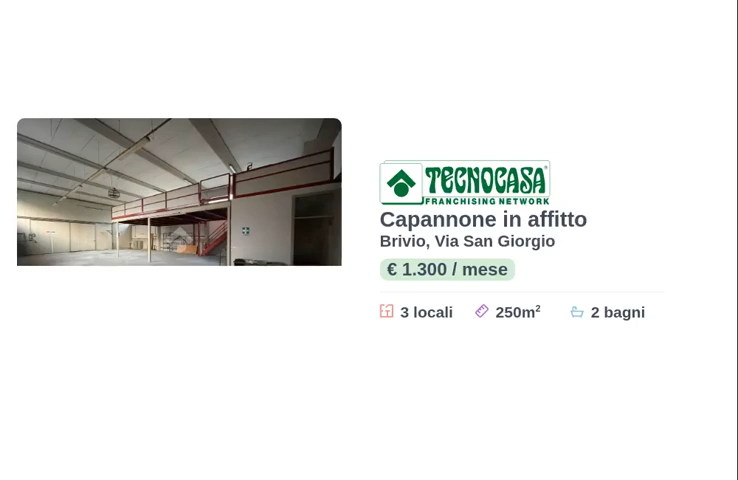 TECNOCASA®
FRANCHISING NETWORK
Capannone in affitto
Brivio, Via San Giorgio
€ 1.300 / mese
3 locali
250m²
2 bagni